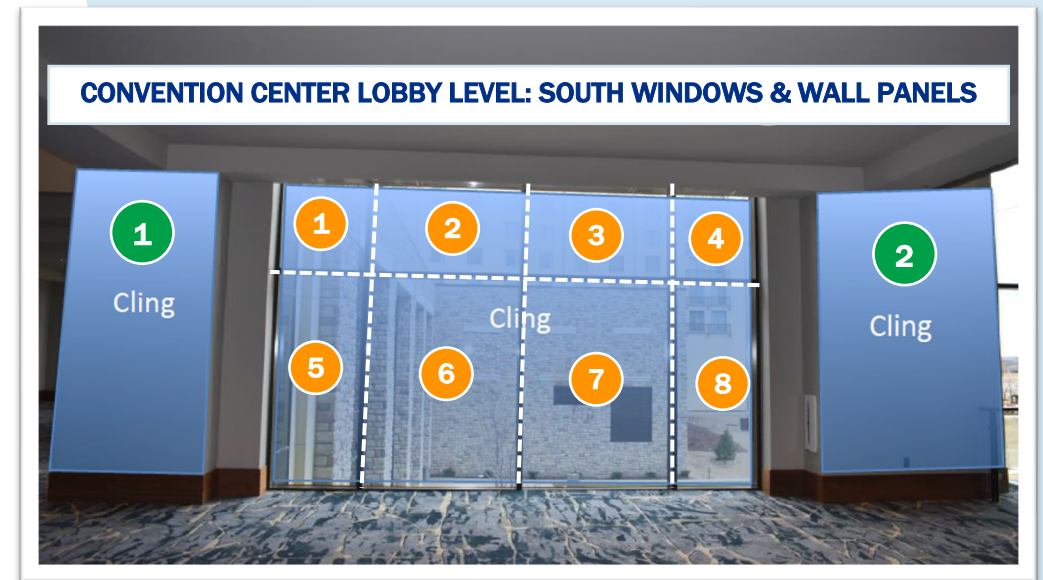 CONVENTION CENTER LOBBY LEVEL: SOUTH WINDOWS & WALL PANELS
1
Cling
1
2
3
4
Cling
5
6
7
8
2
Cling